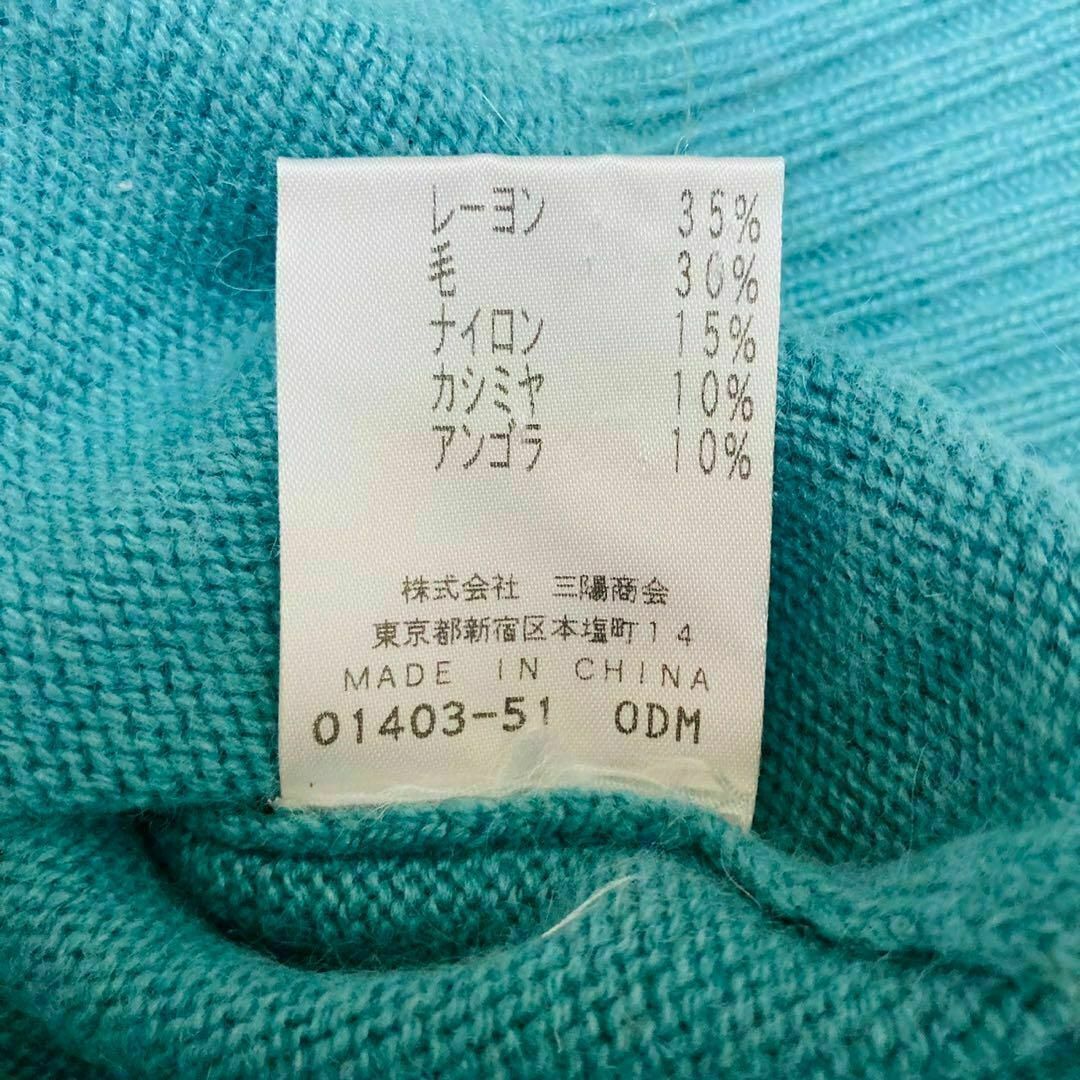 レーヨン 35%
毛 30%
ナイロン 15%
カシミヤ 10%
アンゴラ 10%
株式会社 三陽商会
東京都新宿区本塩町14
MADE IN CHINA
01403-51 ODM